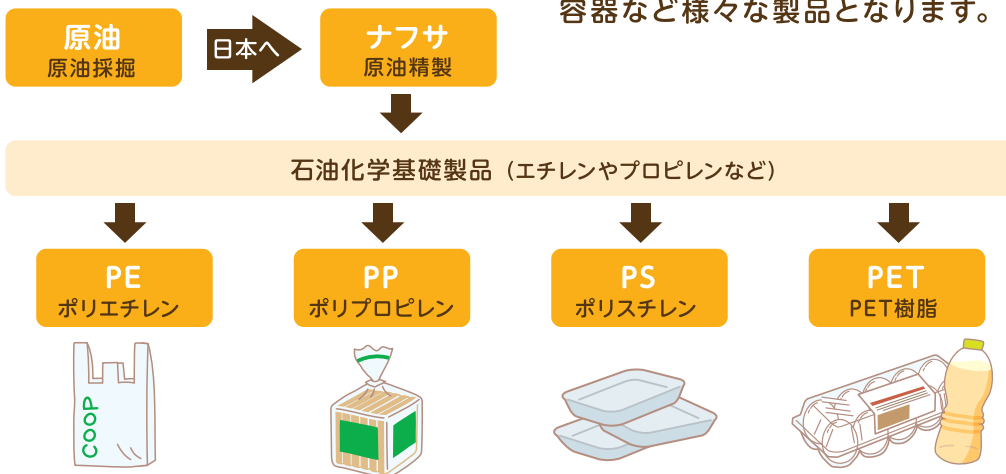 容器など様々な製品となります。
原油
原油採掘
日本へ
ナフサ
原油精製
石油化学基礎製品（エチレンやプロピレンなど）
PE
ポリエチレン
PP
ポリプロピレン
PS
ポリスチレン
PET
PET樹脂
COOP